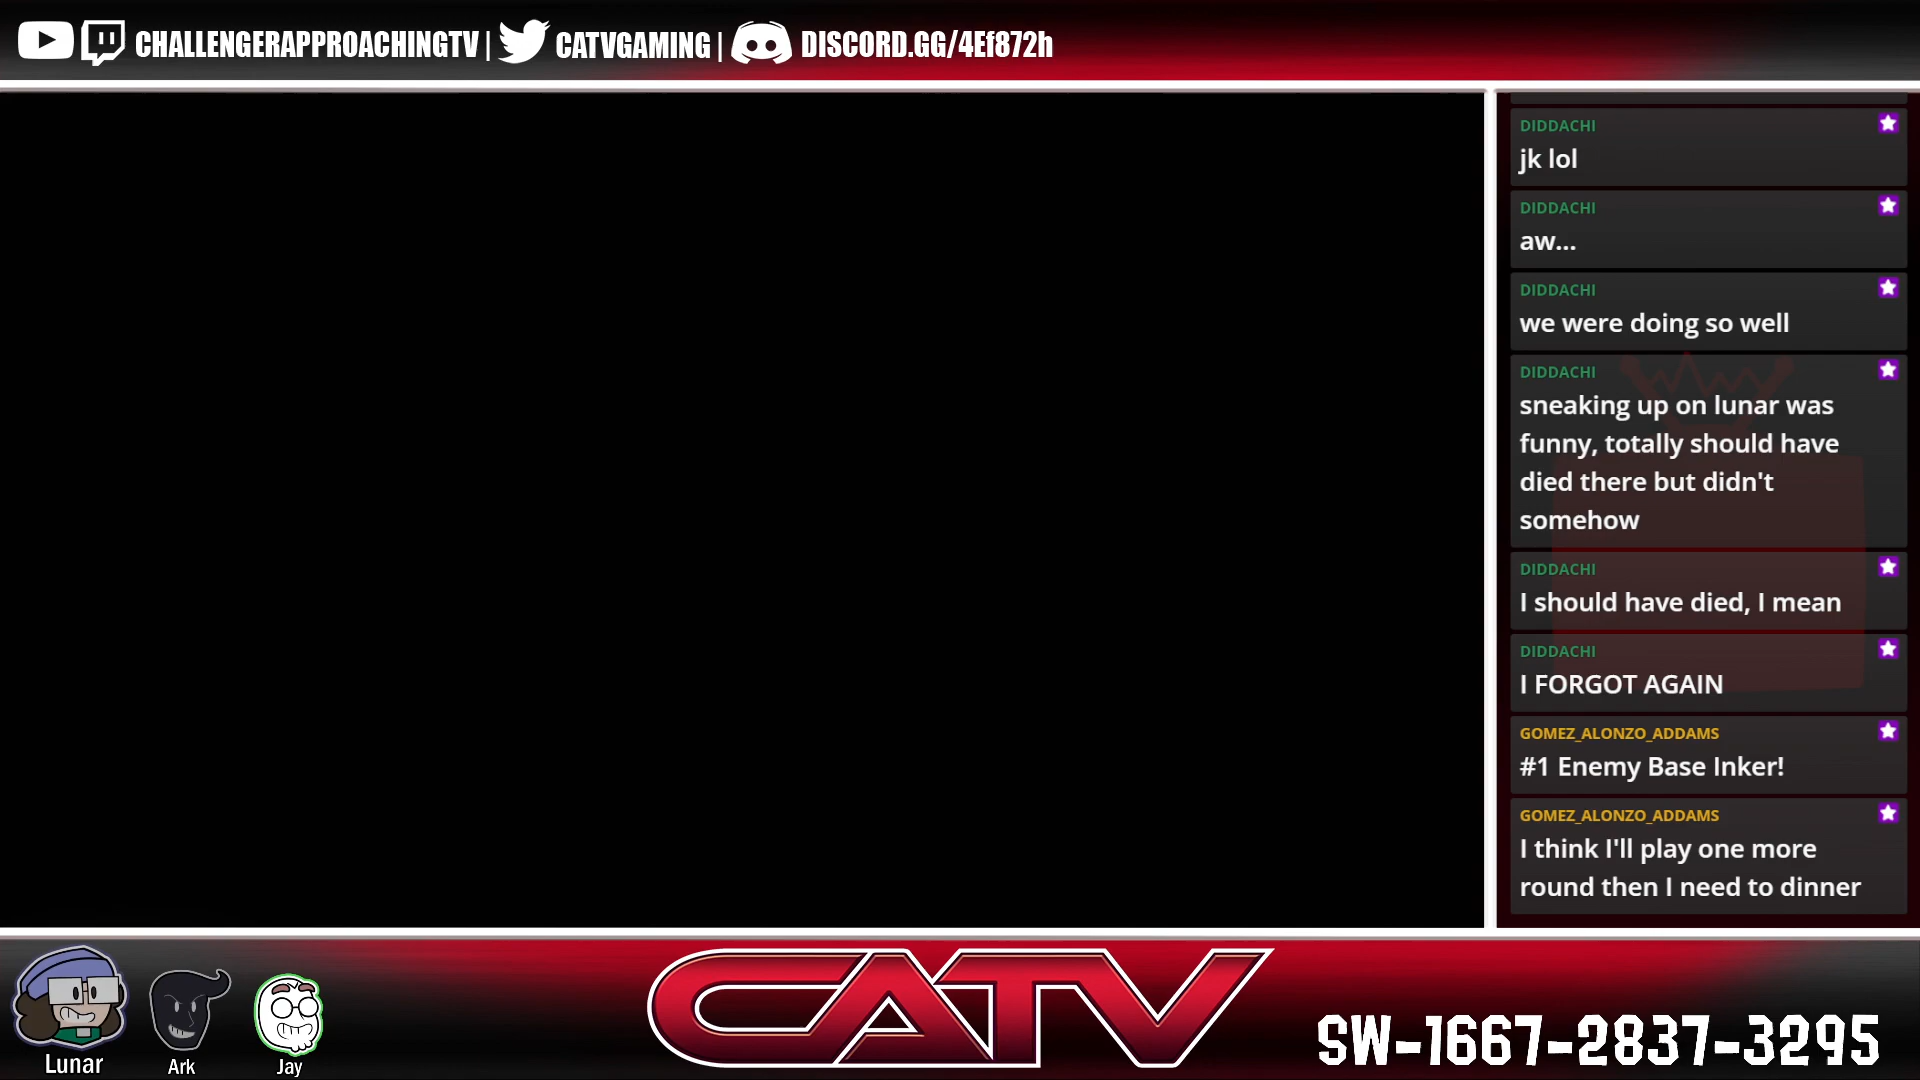 CHALLENGERAPPROACHINGTV | CATVGAMING | DISCORD.GG/4Ef872h
DIDDACHI
jk lol
DIDDACHI
aw...
DIDDACHI
we were doing so well
DIDDACHI
sneaking up on lunar was
funny, totally should have
died there but didn't
somehow
DIDDACHI
I should have died, I mean
DIDDACHI
I FORGOT AGAIN
GOMEZ_ALONZO_ADDAMS
#1 Enemy Base Inker!
GOMEZ_ALONZO_ADDAMS
I think I'll play one more
round then I need to dinner
Lunar
Ark
Jay
CATV
SW-1667-2837-3295